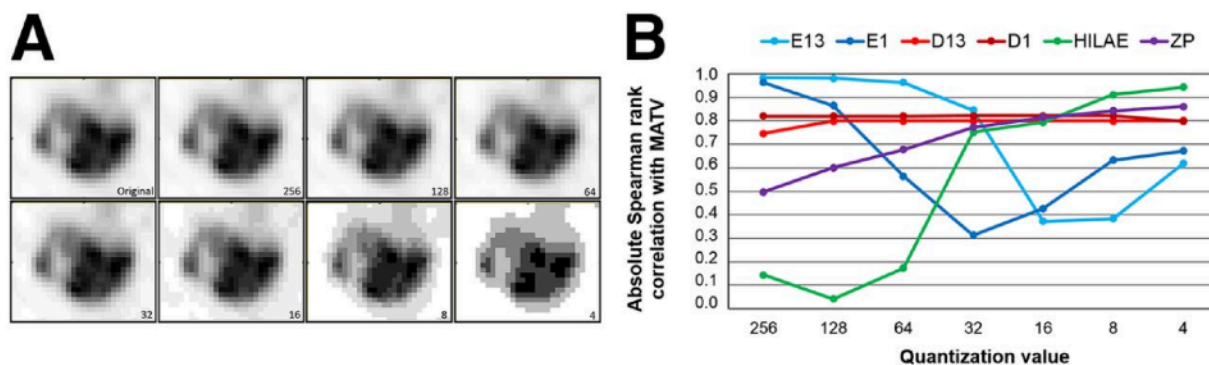 A
Original
256
128
64
32
16
8
4
B
E13 E1 D13 D1 HILAE ZP
Absolute Spearman rank
correlation with MATV
1.0
0.9
0.8
0.7
0.6
0.5
0.4
0.3
0.2
0.1
0.0
256 128 64 32 16 8 4
Quantization value